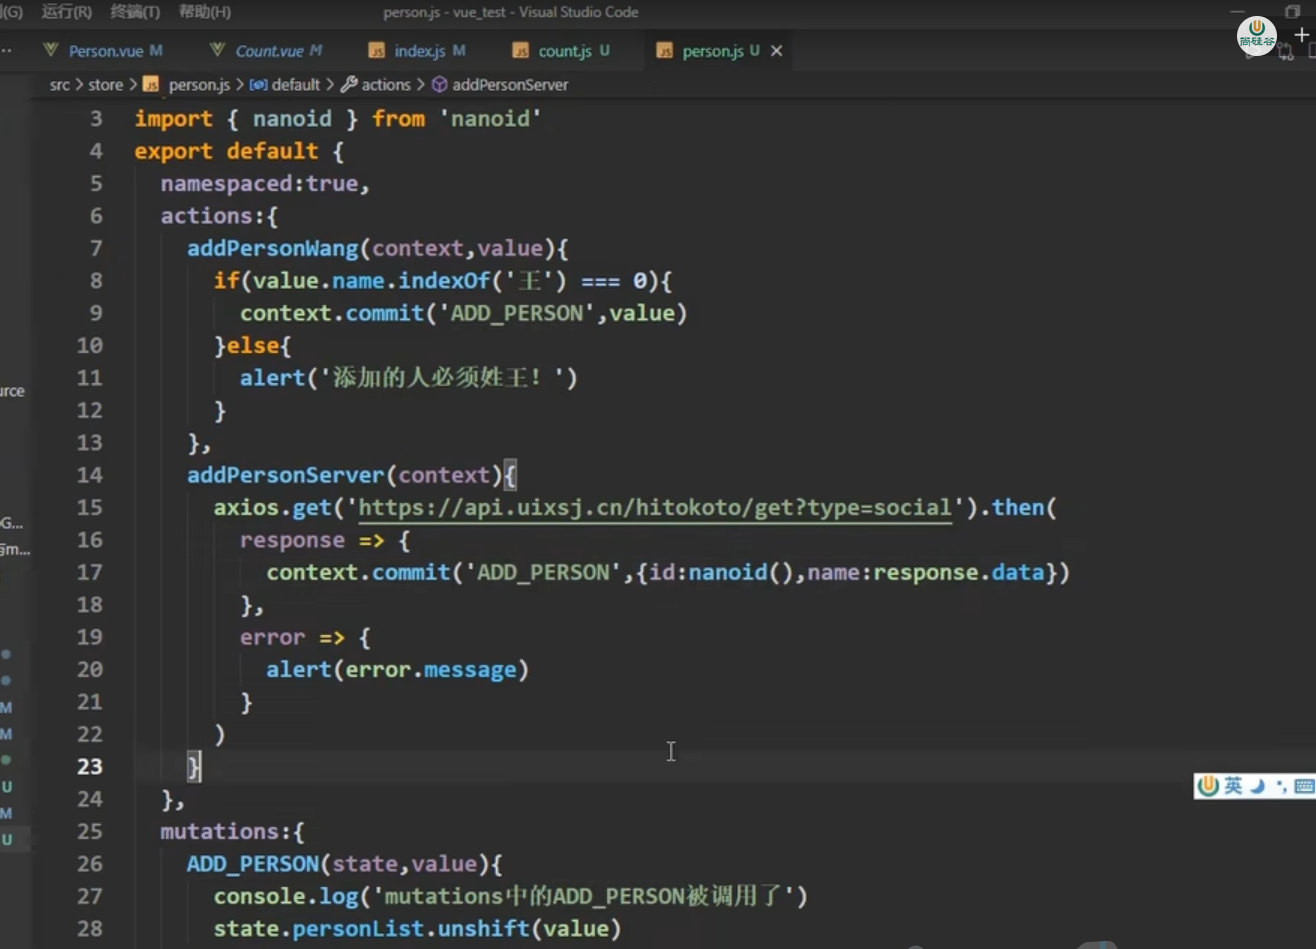 (G) 运行(R) 终端(T) 帮助(H) person.js - vue_test - Visual Studio Code
尚硅谷
Person.vue M Count.vue M JS index.js M JS count.js U JS person.js U
src > store > JS person.js > default > actions > addPersonServer
3 import { nanoid } from 'nanoid'
4 export default {
5 namespaced:true,
6 actions:{
7 addPersonWang(context,value){
8 if(value.name.indexOf('王') === 0){
9 context.commit('ADD_PERSON',value)
10 }else{
11 alert('添加的人必须姓王！')
urce
12 }
13 },
14 addPersonServer(context){
15 axios.get('https://api.uixsj.cn/hitokoto/get?type=social').then(
G...
16 response => {
m...
17 context.commit('ADD_PERSON',{id:nanoid(),name:response.data})
18 },
19 error => {
20 alert(error.message)
21 }
M
22 )
M
23 }
U 英
24 },
M
25 mutations:{
U
26 ADD_PERSON(state,value){
27 console.log('mutations中的ADD_PERSON被调用了')
28 state.personList.unshift(value)